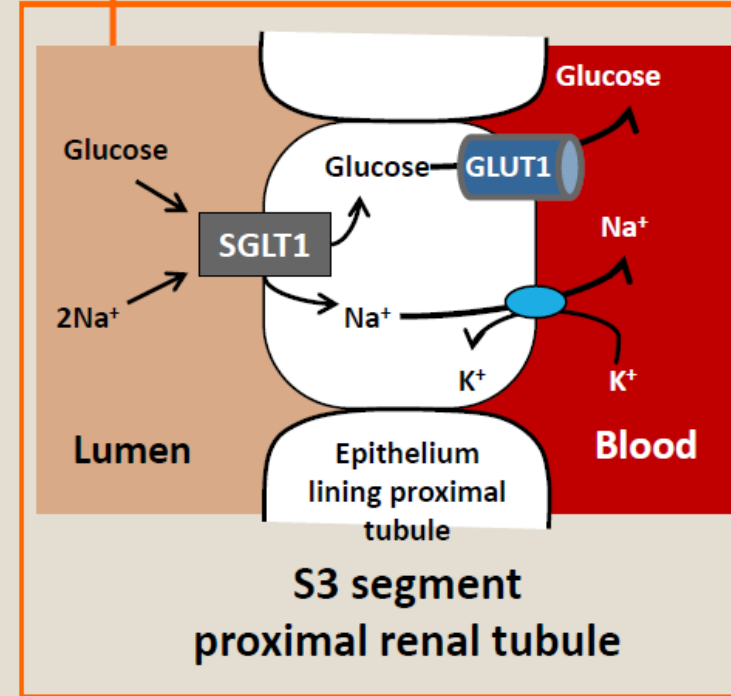 Glucose
Glucose
Glucose
GLUT1
SGLT1
Na⁺
2Na⁺
Na⁺
K⁺
K⁺
Lumen
Blood
Epithelium
lining proximal
tubule
S3 segment
proximal renal tubule